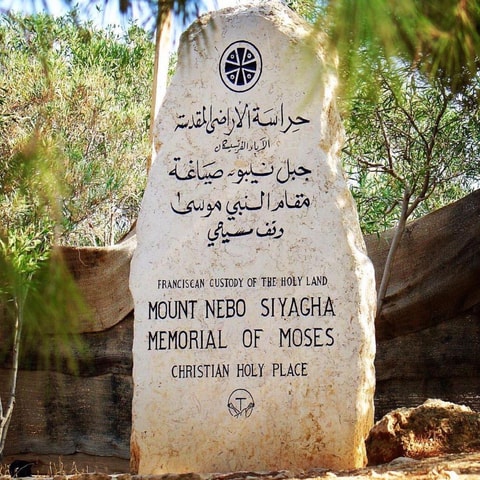 حراسة الأراضي المقدسة
الآباء الفرنسيسكان
جبل نيبو - صياغة
مقام النبي موسى
وقف مسيحي
FRANCISCAN CUSTODY OF THE HOLY LAND
MOUNT NEBO SIYAGHA
MEMORIAL OF MOSES
CHRISTIAN HOLY PLACE